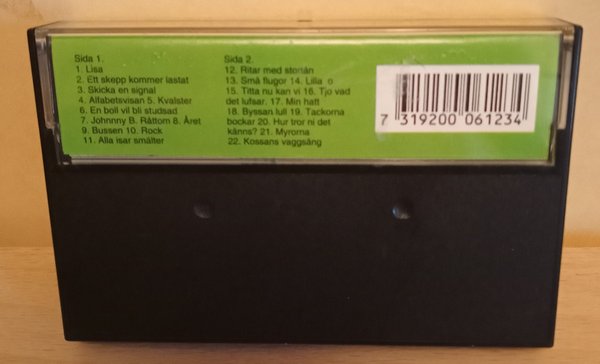 Sida 1.
1. Lisa
2. Ett skepp kommer lastat
3. Skicka en signal
4. Alfabetsvisan 5. Kvalster
6. En boll vil bli studsad
7. Johnnny B. Råttom 8. Året
9. Bussen 10. Rock
11. Alla isar smälter
Sida 2.
12. Ritar med stortån
13. Små flugor 14. Lilla o
15. Titta nu kan vi 16. Tjo vad
det lufsar. 17. Min hatt
18. Byssan lull 19. Tackorna
bockar 20. Hur tror ni det
känns? 21. Myrorna
22. Kossans vaggsång
7 319200 061234